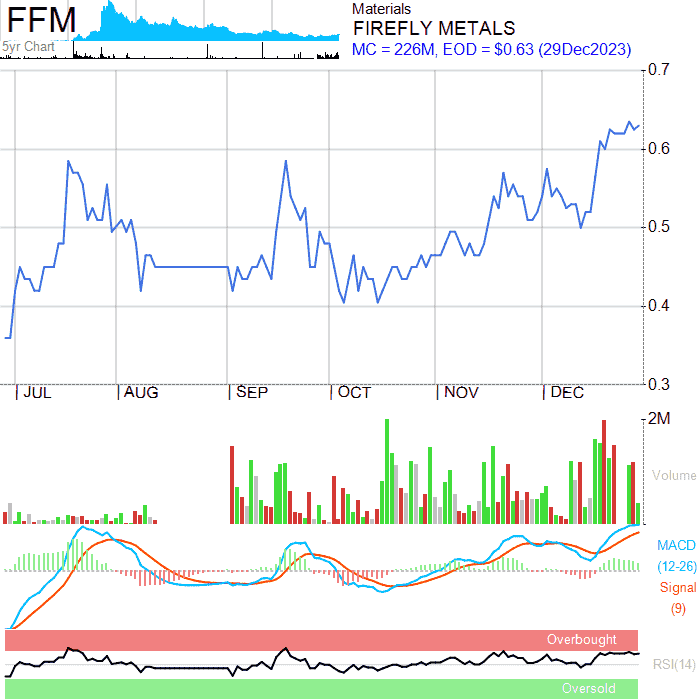 FFM
5yr Chart
Materials
FIREFLY METALS
MC = 226M, EOD = $0.63 (29Dec2023)
0.7
0.6
0.5
0.4
0.3
JUL AUG SEP OCT NOV DEC
2M
Volume
MACD
(12-26)
Signal
(9)
Overbought
RSI(14)
Oversold